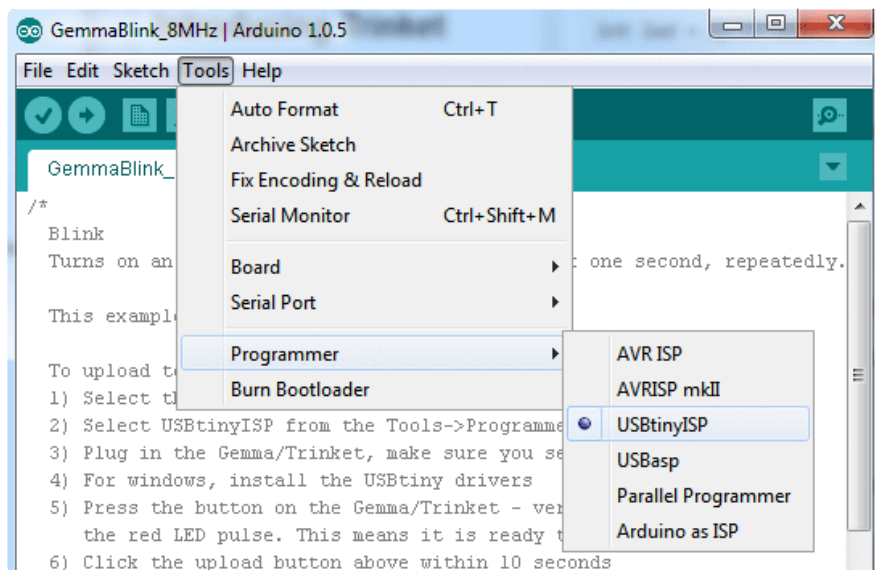 GemmaBlink_8MHz | Arduino 1.0.5
File Edit Sketch Tools Help
Auto Format Ctrl+T
Archive Sketch
Fix Encoding & Reload
Serial Monitor Ctrl+Shift+M
Board
Serial Port
Programmer
Burn Bootloader
AVR ISP
AVRISP mkII
USBtinyISP
USBasp
Parallel Programmer
Arduino as ISP
GemmaBlink_
/*
Blink
Turns on an one second, repeatedly.
This exampl
To upload t
1) Select t
2) Select USBtinyISP from the Tools->Programme
3) Plug in the Gemma/Trinket, make sure you se
4) For windows, install the USBtiny drivers
5) Press the button on the Gemma/Trinket - ver
the red LED pulse. This means it is ready t
6) Click the upload button above within 10 seconds